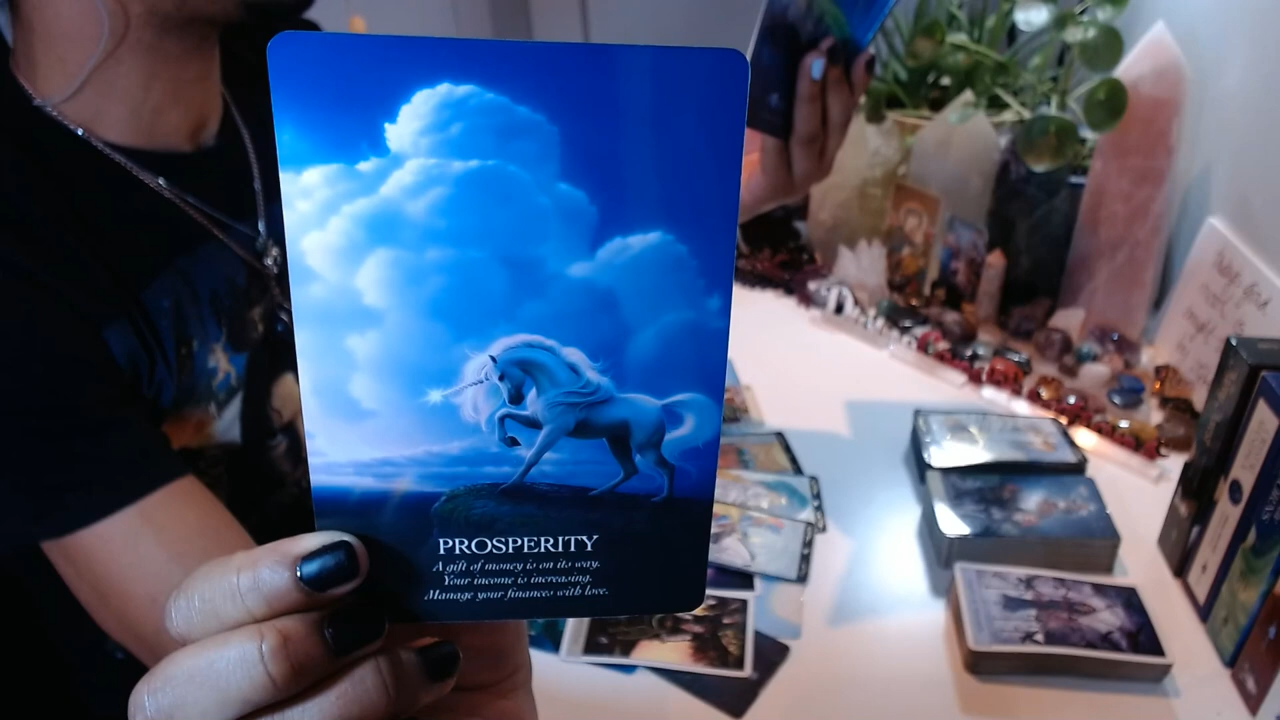 PROSPERITY
A gift of money is on its way.
Your income is increasing.
Manage your finances with love.